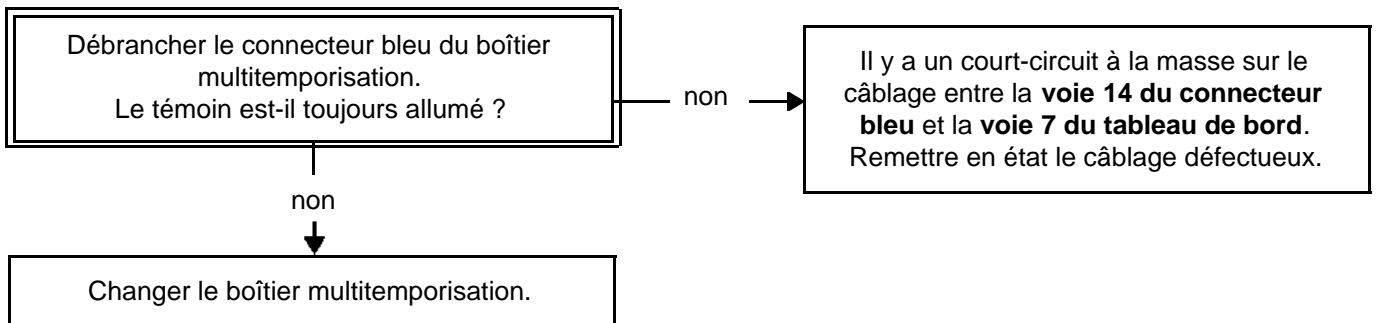 Débrancher le connecteur bleu du boîtier
multitemporisation.
Le témoin est-il toujours allumé ?
non
Il y a un court-circuit à la masse sur le
câblage entre la voie 14 du connecteur
bleu et la voie 7 du tableau de bord.
Remettre en état le câblage défectueux.
non
Changer le boîtier multitemporisation.